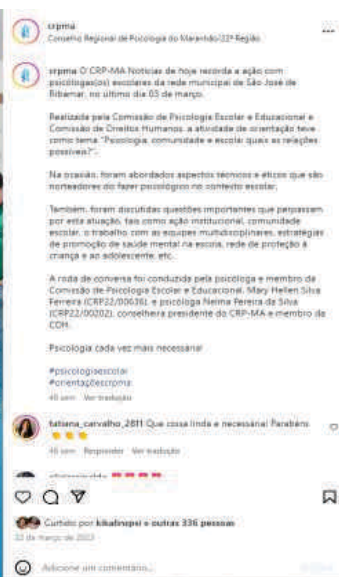 crpma
Conselho Regional de Psicologia do Maranhão/22ª Região
crpma O CRP-MA Notícias de hoje recorda a ação com
psicólogas(os) escolares da rede municipal de São José de
Ribamar, no último dia 03 de março.
Realizada pela Comissão de Psicologia Escolar e Educacional e
Comissão de Direitos Humanos, a atividade de orientação teve
como tema "Psicologia, comunidade e escola: quais as relações
possíveis?".
Na ocasião, foram abordados aspectos técnicos e éticos que são
norteadores do fazer psicológico no contexto escolar.
Também, foram discutidas questões importantes que perpassam
por esta atuação, tais como ação institucional, comunidade
escolar, o trabalho com as equipes multidisciplinares, estratégias
de promoção de saúde mental na escola, rede de proteção à
criança e ao adolescente, etc.
A roda de conversa foi conduzida pela psicóloga e membro da
Comissão de Psicologia Escolar e Educacional, Mary Hellen Silva
Ferreira (CRP22/00636), e psicóloga Nelma Pereira da Silva
(CRP22/00202), conselheira presidente do CRP-MA e membro da
CDH.
Psicologia cada vez mais necessária!
#psicologiaescolar
#orientaçõescrpma
46 sem Ver tradução
tatiana_carvalho_2811 Que coisa linda e necessária! Parabéns
46 sem Responder Ver tradução
Curtido por kikalinepsi e outras 336 pessoas
22 de março de 2023
Adicione um comentário...